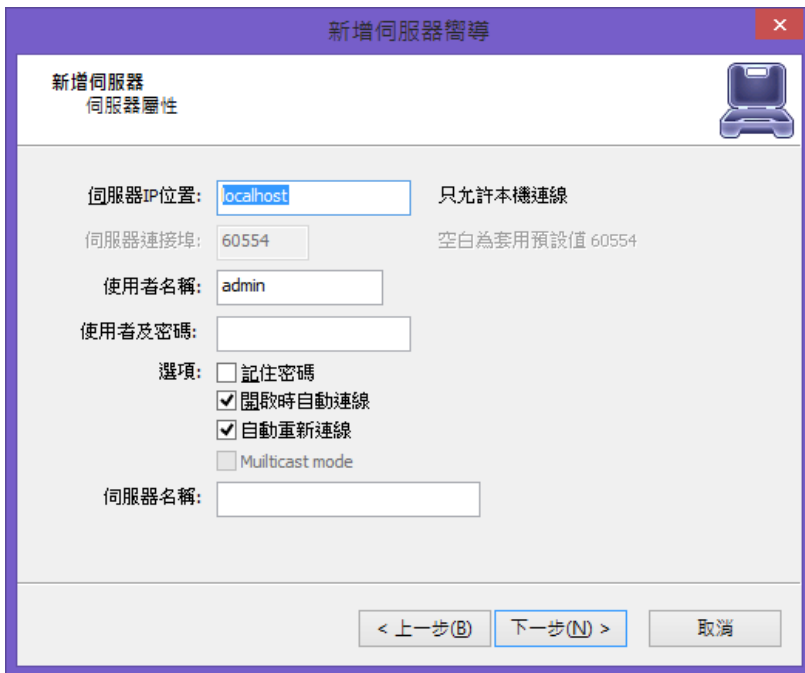 新增伺服器嚮導
新增伺服器
伺服器屬性
伺服器IP位置: localhost 只允許本機連線
伺服器連接埠: 60554 空白為套用預設值 60554
使用者名稱: admin
使用者及密碼:
選項: 記住密碼
開啟時自動連線
自動重新連線
Muilticast mode
伺服器名稱:
< 上一步(B) 下一步(N) > 取消